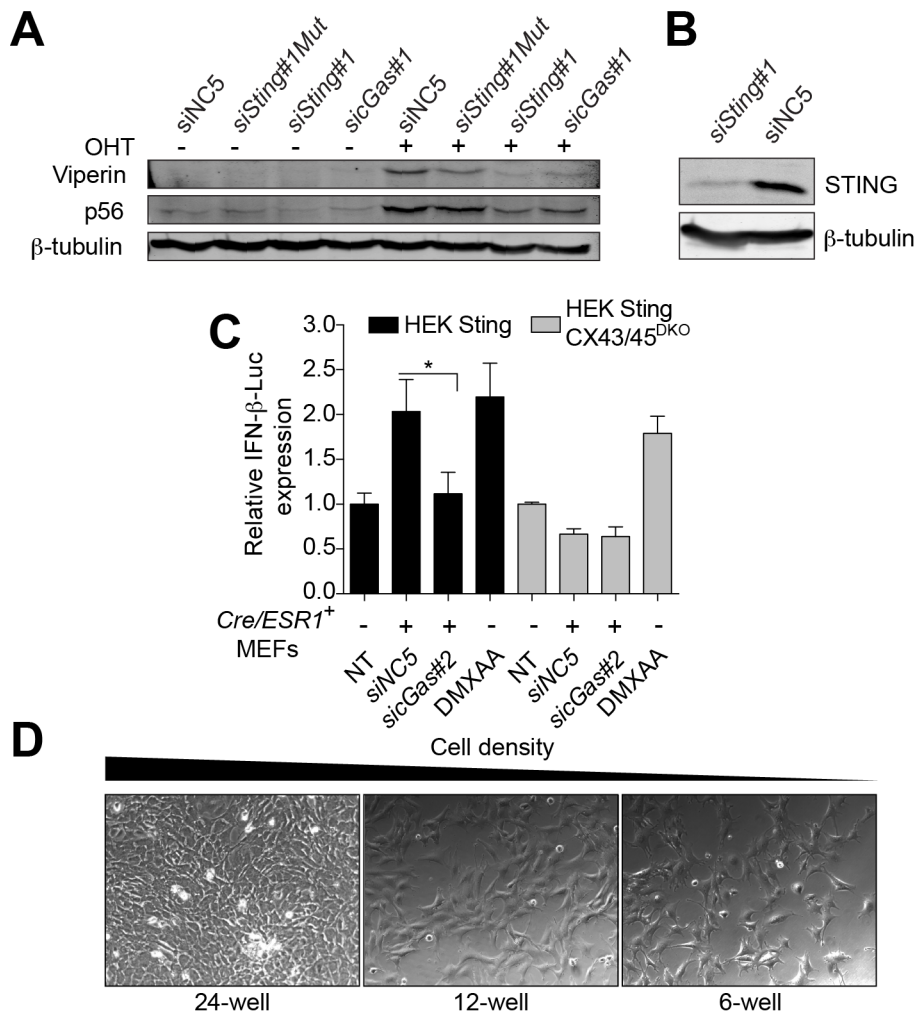 A
siNC5 siSting#1Mut siSting#1 sicGas#1 siNC5 siSting#1Mut siSting#1 sicGas#1
OHT - - - - + + + +
Viperin
p56
β-tubulin
B
siSting#1 siNC5
STING
β-tubulin
C
HEK Sting
HEK Sting
CX43/45DKO
Relative IFN-β-Luc
expression
3.0
2.5
2.0
1.5
1.0
0.5
0.0
*
Cre/ESR1+ - + + - - + + -
MEFs
NT siNC5 sicGas#2 DMXAA NT siNC5 sicGas#2 DMXAA
D
Cell density
24-well 12-well 6-well